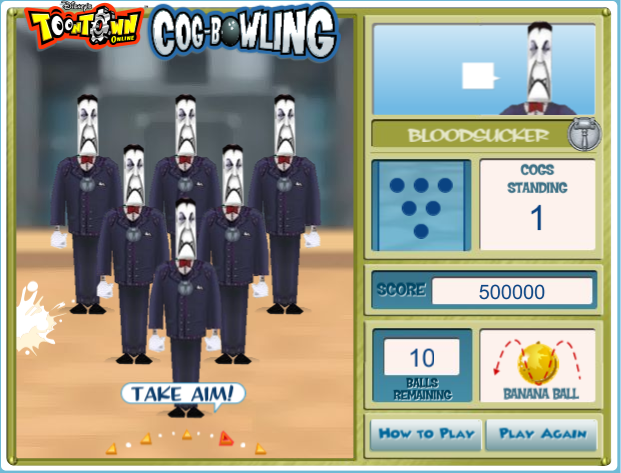 Disney's
TOONTOWN
ONLINE
COG-BOWLING
BLOODSUCKER
COGS
STANDING
1
SCORE 500000
10
BALLS
REMAINING
BANANA BALL
TAKE AIM!
HOW TO PLAY
PLAY AGAIN